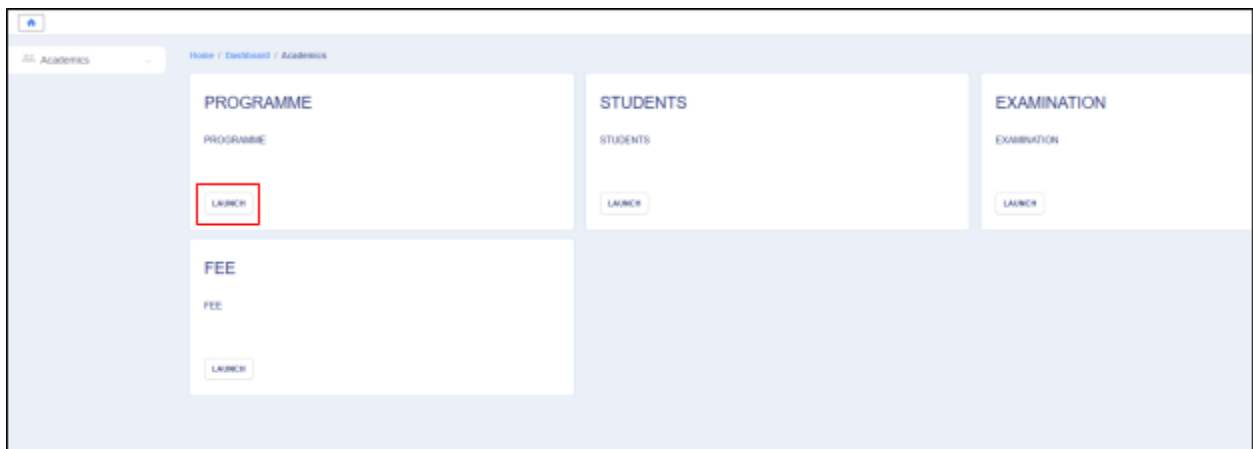 Academics
Home / Dashboard / Academics
PROGRAMME
PROGRAMME
LAUNCH
STUDENTS
STUDENTS
LAUNCH
EXAMINATION
EXAMINATION
LAUNCH
FEE
FEE
LAUNCH